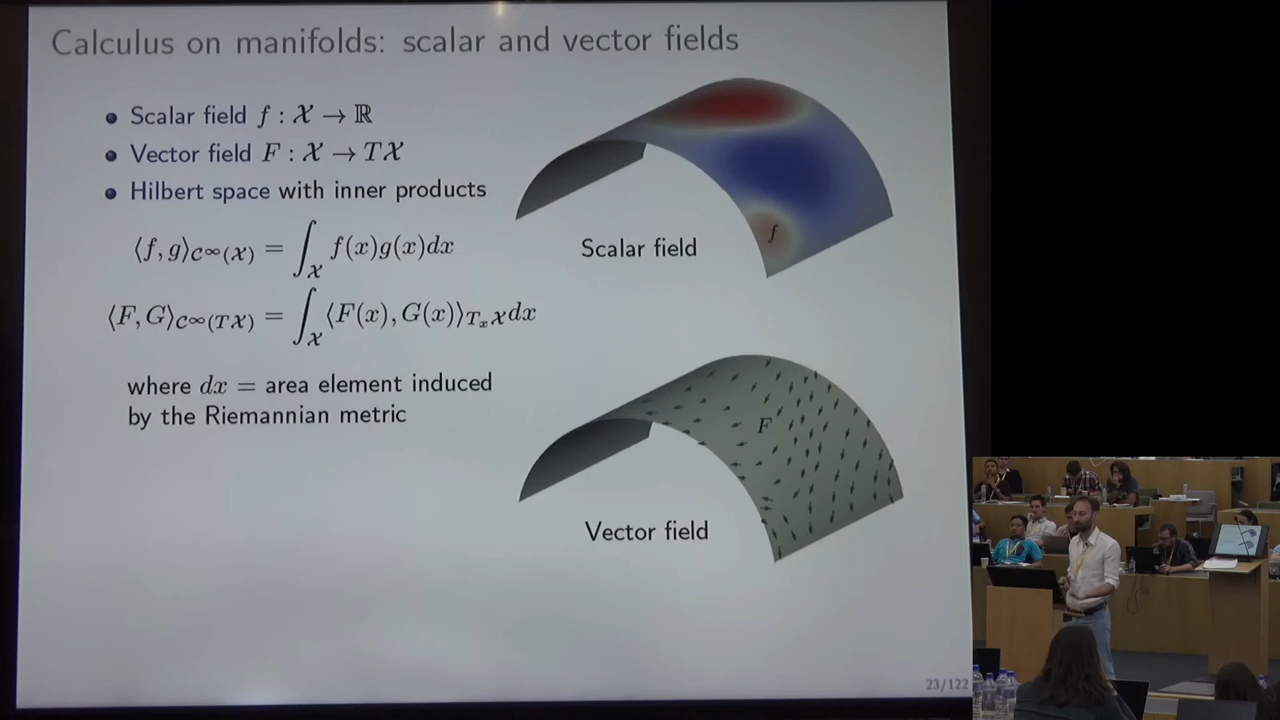 Calculus on manifolds: scalar and vector fields
• Scalar field f : 𝒳 → ℝ
• Vector field F : 𝒳 → T𝒳
• Hilbert space with inner products
⟨f, g⟩_{C^∞(𝒳)} = ∫_𝒳 f(x)g(x)dx
⟨F, G⟩_{C^∞(T𝒳)} = ∫_𝒳 ⟨F(x), G(x)⟩_{T_x𝒳} dx
where dx = area element induced
by the Riemannian metric
f
Scalar field
F
Vector field
23/122